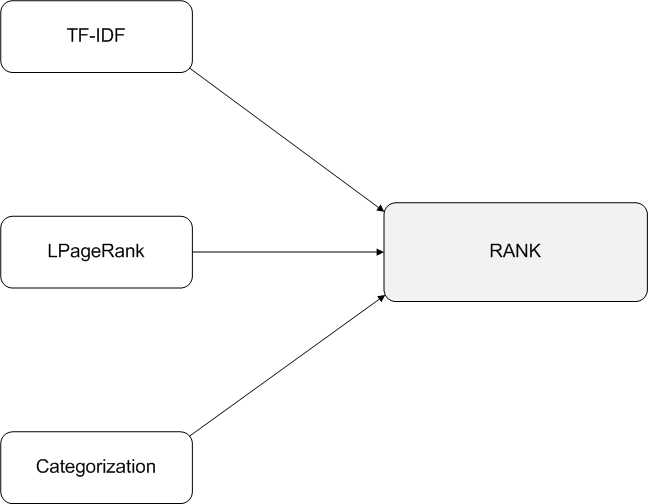 TF-IDF
LPageRank
RANK
Categorization